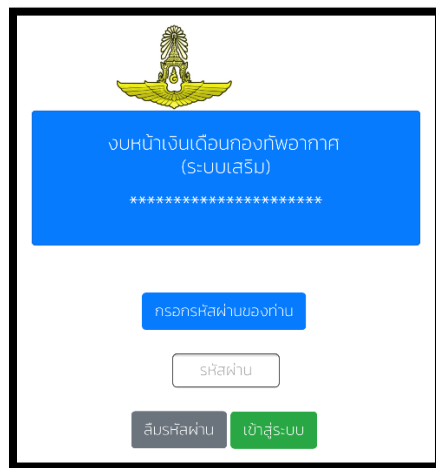 งบหน้าเงินเดือนกองทัพอากาศ
(ระบบเสริม)
**********************
กรอกรหัสผ่านของท่าน
รหัสผ่าน
ลืมรหัสผ่าน เข้าสู่ระบบ